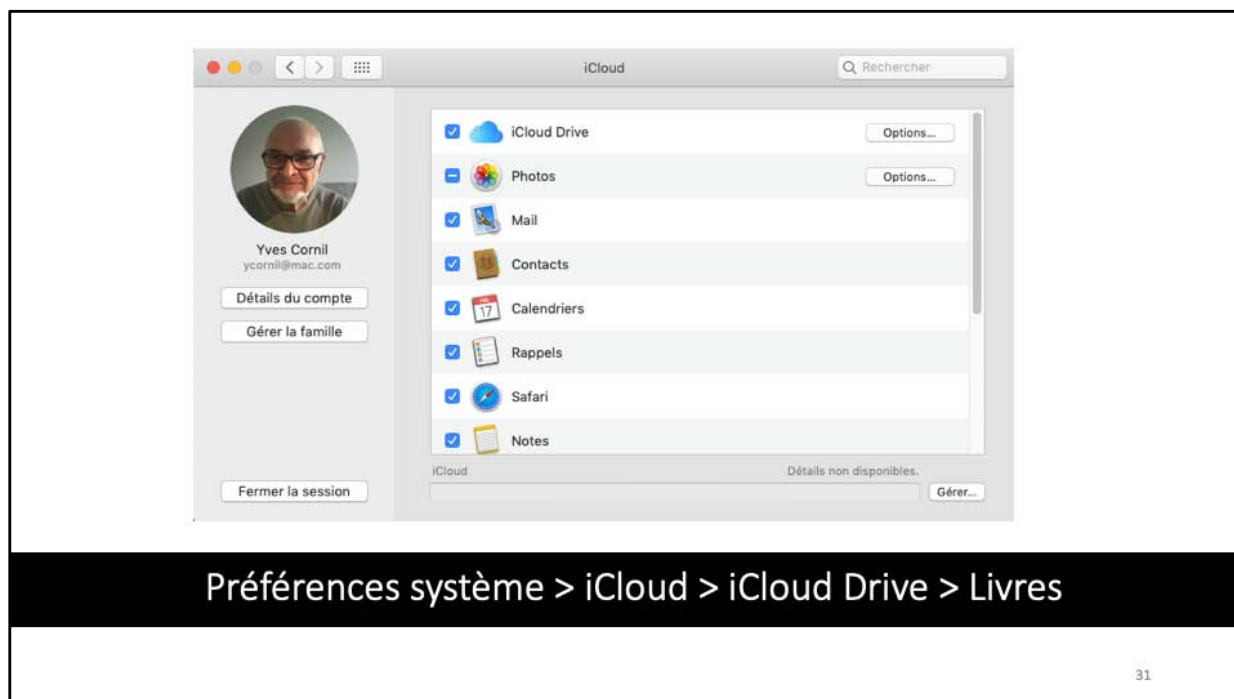 iCloud
Rechercher
iCloud Drive
Options...
Photos
Options...
Mail
Contacts
17
Calendriers
Rappels
Safari
Notes
Yves Cornil
ycornil@mac.com
Détails du compte
Gérer la famille
Fermer la session
iCloud
Détails non disponibles.
Gérer...
Préférences système > iCloud > iCloud Drive > Livres
31